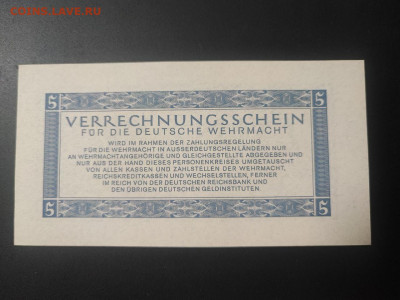 COINS.LAVE.RU
5 5
VERRECHNUNGSSCHEIN
FÜR DIE DEUTSCHE WEHRMACHT
WIRD IM RAHMEN DER ZAHLUNGSREGELUNG
FÜR DIE WEHRMACHT IN AUSSERDEUTSCHEN LÄNDERN NUR
AN WEHRMACHTANGEHÖRIGE UND GLEICHGESTELLTE ABGEGEBEN UND
NUR AUS DER HAND DIESES PERSONENKREISES UMGETAUSCHT
VON ALLEN KASSEN UND ZAHLSTELLEN DER WEHRMACHT,
REICHSKREDITKASSEN UND WECHSELSTELLEN, FERNER
IM REICH VON DER DEUTSCHEN REICHSBANK UND
DEN ÜBRIGEN DEUTSCHEN GELDINSTITUTEN.
5 5